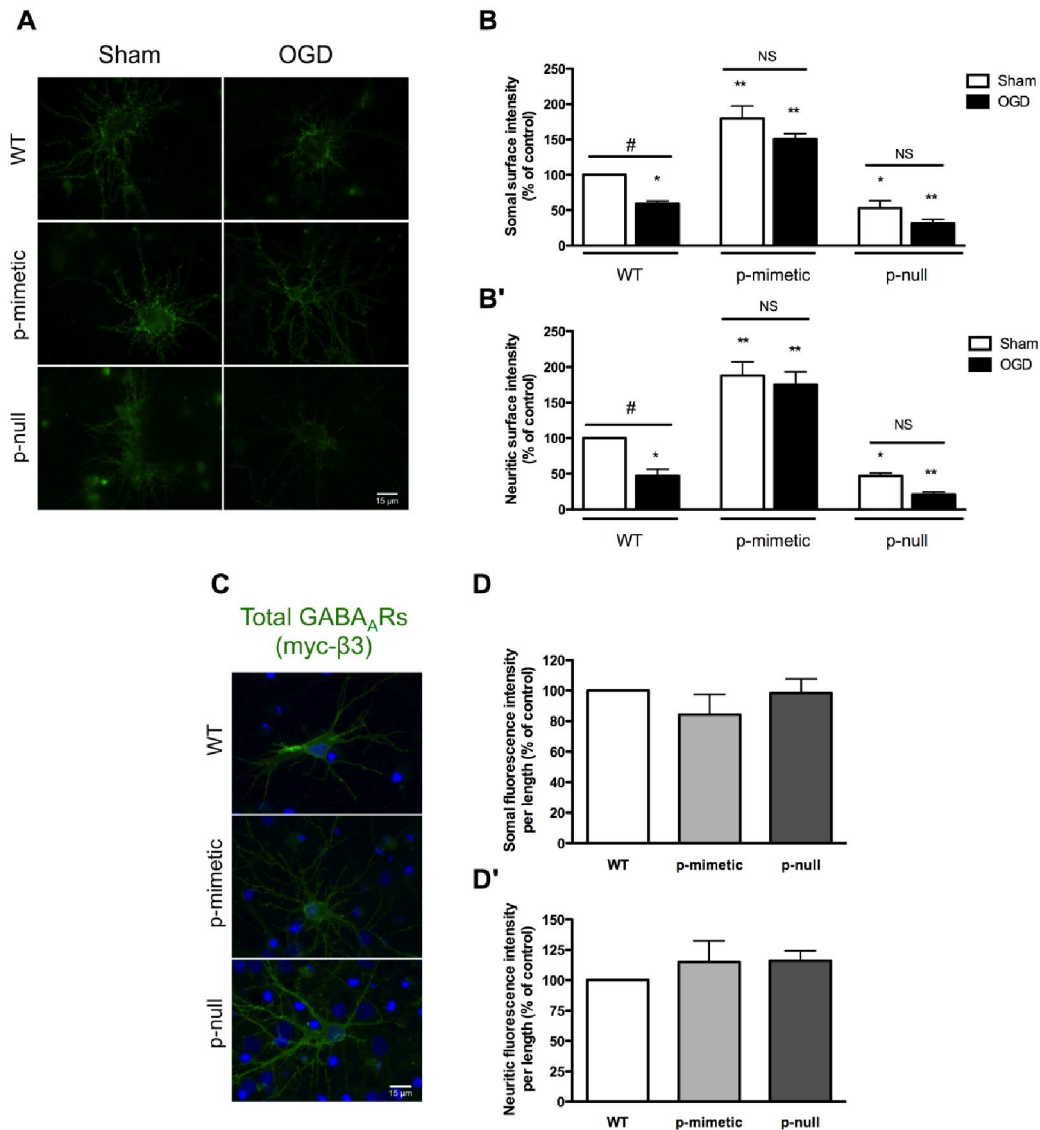 A
Sham OGD
WT
p-mimetic
p-null
15 µm
B
Somal surface intensity
(% of control)
250
200
150
100
50
0
#
*
**
**
NS
*
**
NS
WT p-mimetic p-null
Sham
OGD
B'
Neuritic surface intensity
(% of control)
250
200
150
100
50
0
#
*
**
**
NS
*
**
NS
WT p-mimetic p-null
Sham
OGD
C
Total GABAARs
(myc-β3)
WT
p-mimetic
p-null
15 µm
D
Somal fluorescence intensity
per length (% of control)
120
100
80
60
40
20
0
WT p-mimetic p-null
D'
Neuritic fluorescence intensity
per length (% of control)
150
125
100
75
50
25
0
WT p-mimetic p-null